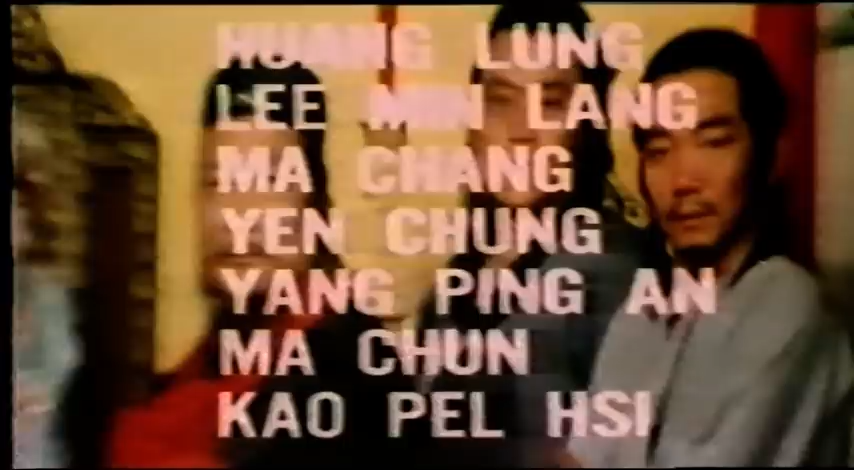 HUANG LUNG
LEE MIN LANG
MA CHANG
YEN CHUNG
YANG PING AN
MA CHUN
KAO PEL HSI